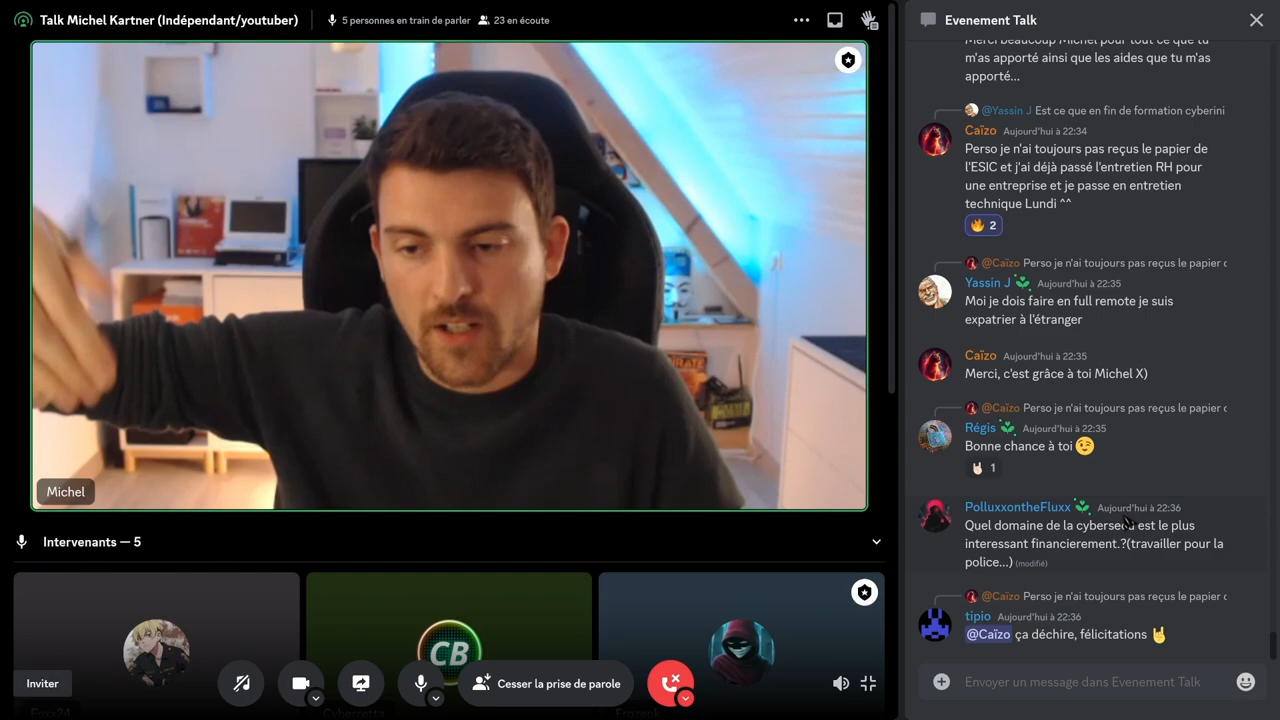 Talk Michel Kartner (Indépendant/youtuber)
5 personnes en train de parler
23 en écoute
Evenement Talk
Merci beaucoup Michel pour tout ce que tu
m'as apporté ainsi que les aides que tu m'as
apporté...
@Yassin J Est ce que en fin de formation cyberini
Caïzo Aujourd'hui à 22:34
Perso je n'ai toujours pas reçus le papier de
l'ESIC et j'ai déjà passé l'entretien RH pour
une entreprise et je passe en entretien
technique Lundi ^^
2
@Caïzo Perso je n'ai toujours pas reçus le papier d
Yassin J Aujourd'hui à 22:35
Moi je dois faire en full remote je suis
expatrier à l'étranger
Caïzo Aujourd'hui à 22:35
Merci, c'est grâce à toi Michel X)
@Caïzo Perso je n'ai toujours pas reçus le papier d
Régis Aujourd'hui à 22:35
Bonne chance à toi
1
PolluxxontheFluxx Aujourd'hui à 22:36
Quel domaine de la cybersecu est le plus
interessant financierement.?(travailler pour la
police...) (modifié)
@Caïzo Perso je n'ai toujours pas reçus le papier d
tipio Aujourd'hui à 22:36
@Caïzo ça déchire, félicitations
Envoyer un message dans Evenement Talk
Michel
Intervenants — 5
CB
Inviter
Cesser la prise de parole